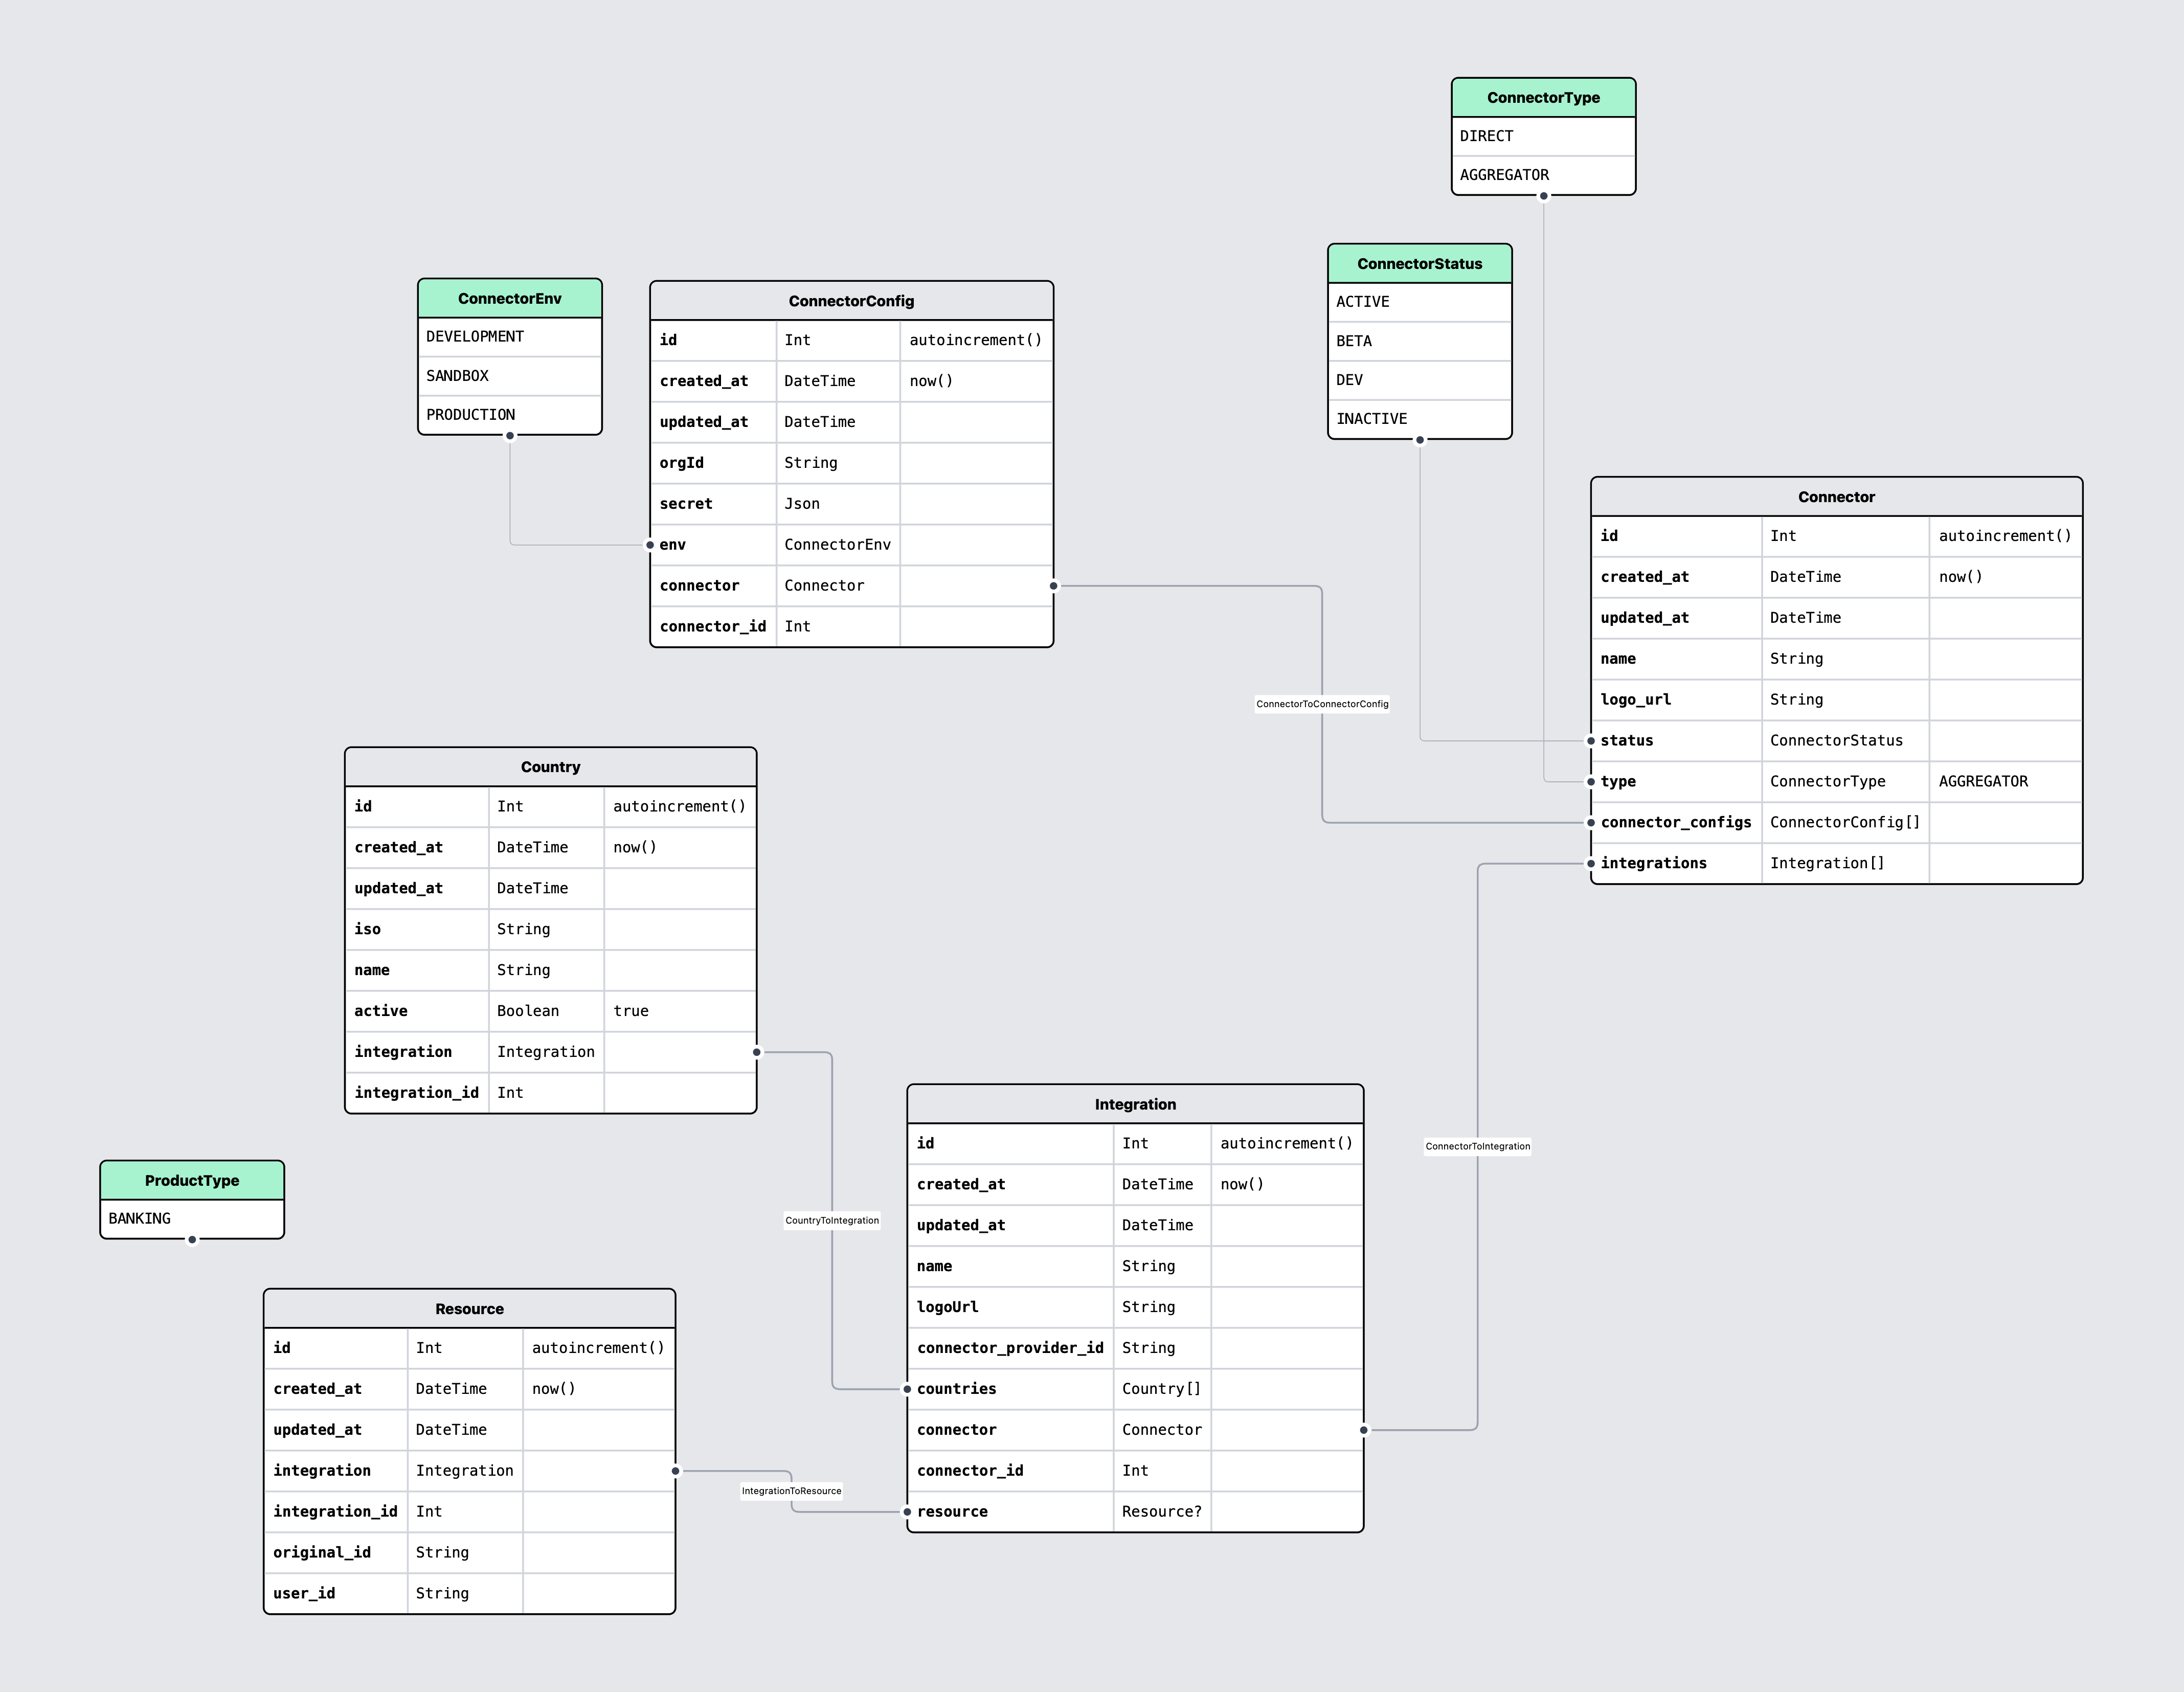 ConnectorType
DIRECT
AGGREGATOR
ConnectorStatus
ACTIVE
BETA
DEV
INACTIVE
ConnectorEnv
DEVELOPMENT
SANDBOX
PRODUCTION
ConnectorConfig
id Int autoincrement()
created_at DateTime now()
updated_at DateTime
orgId String
secret Json
env ConnectorEnv
connector Connector
connector_id Int
Connector
id Int autoincrement()
created_at DateTime now()
updated_at DateTime
name String
logo_url String
status ConnectorStatus
type ConnectorType AGGREGATOR
connector_configs ConnectorConfig[]
integrations Integration[]
ConnectorToConnectorConfig
Country
id Int autoincrement()
created_at DateTime now()
updated_at DateTime
iso String
name String
active Boolean true
integration Integration
integration_id Int
ProductType
BANKING
CountryToIntegration
ConnectorToIntegration
Integration
id Int autoincrement()
created_at DateTime now()
updated_at DateTime
name String
logoUrl String
connector_provider_id String
countries Country[]
connector Connector
connector_id Int
resource Resource?
Resource
id Int autoincrement()
created_at DateTime now()
updated_at DateTime
integration Integration
integration_id Int
original_id String
user_id String
IntegrationToResource